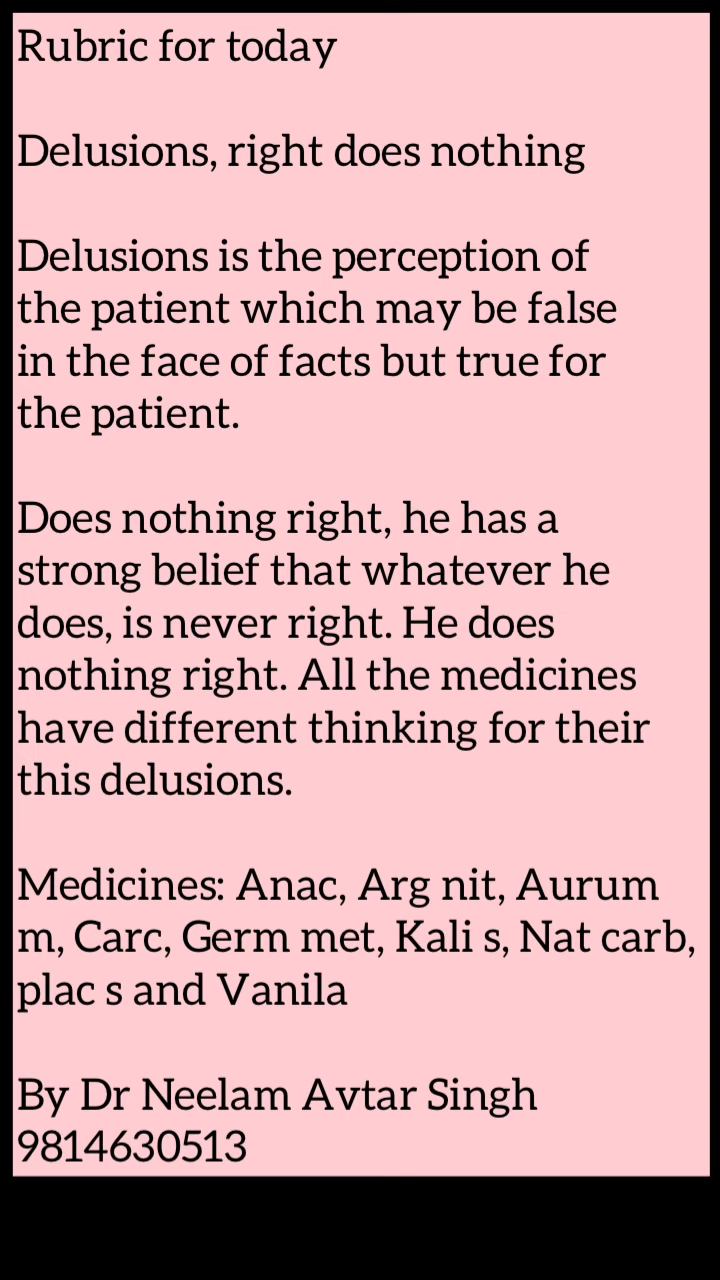 Rubric for today
Delusions, right does nothing
Delusions is the perception of
the patient which may be false
in the face of facts but true for
the patient.
Does nothing right, he has a
strong belief that whatever he
does, is never right. He does
nothing right. All the medicines
have different thinking for their
this delusions.
Medicines: Anac, Arg nit, Aurum
m, Carc, Germ met, Kali s, Nat carb,
plac s and Vanila
By Dr Neelam Avtar Singh
9814630513